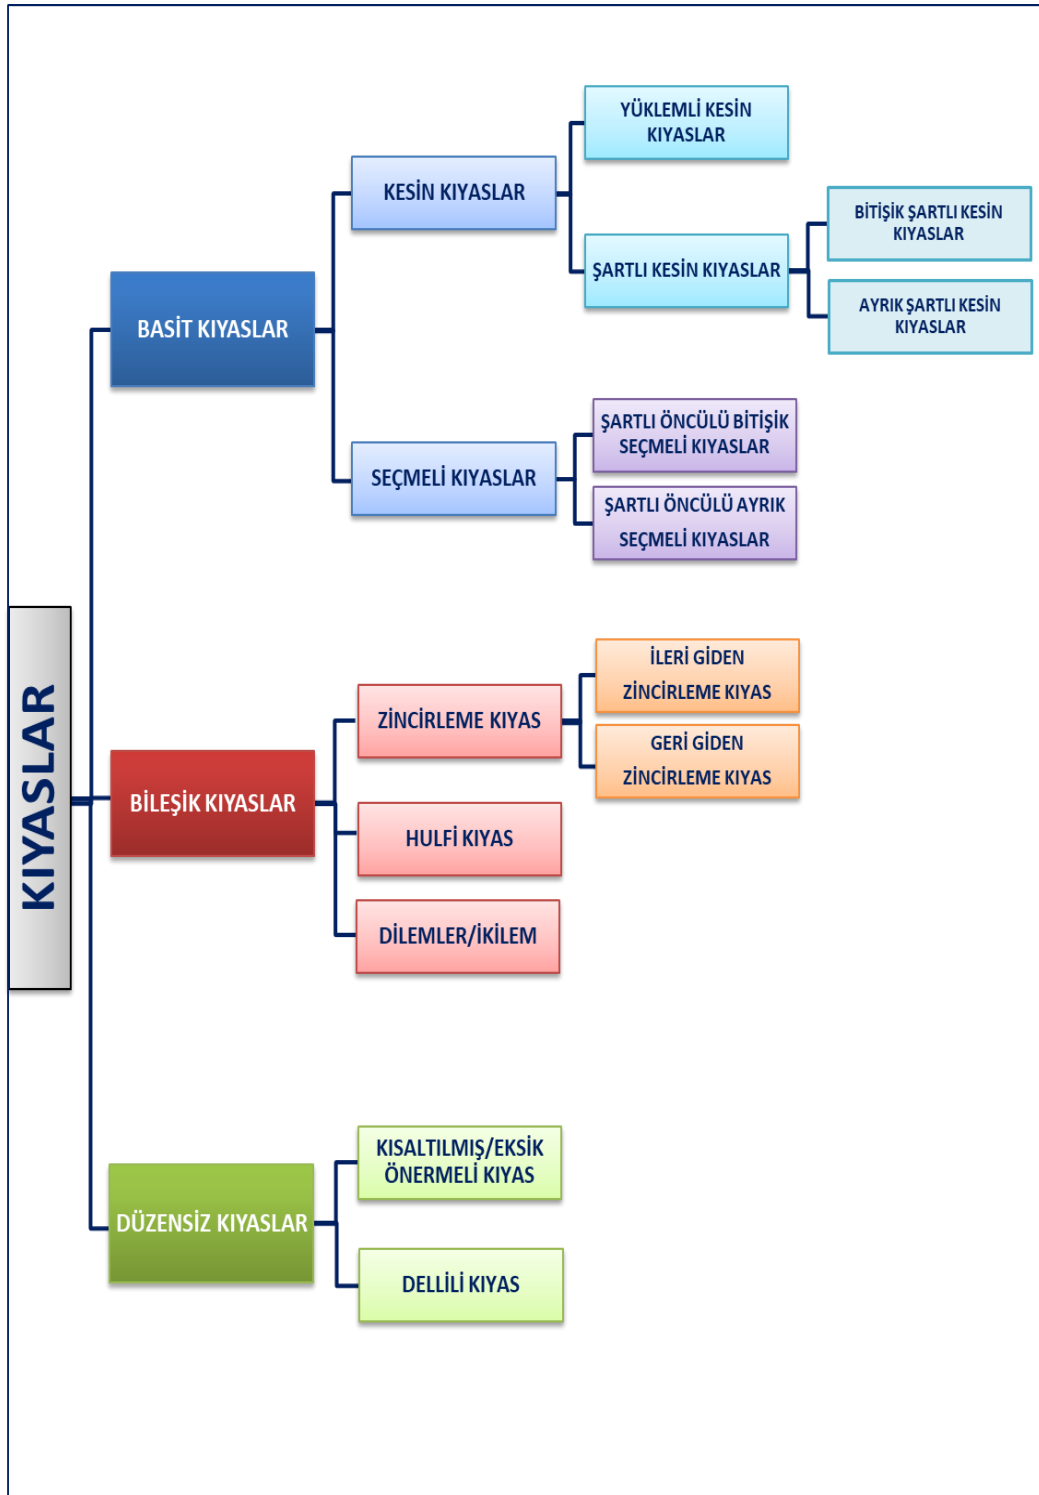 KIYASLAR
BASİT KIYASLAR
KESİN KIYASLAR
YÜKLEMLİ KESİN
KIYASLAR
ŞARTLI KESİN KIYASLAR
BİTİŞİK ŞARTLI KESİN
KIYASLAR
AYRIK ŞARTLI KESİN
KIYASLAR
SEÇMELİ KIYASLAR
ŞARTLI ÖNCÜLÜ BİTİŞİK
SEÇMELİ KIYASLAR
ŞARTLI ÖNCÜLÜ AYRIK
SEÇMELİ KIYASLAR
BİLEŞİK KIYASLAR
ZİNCİRLEME KIYAS
İLERİ GİDEN
ZİNCİRLEME KIYAS
GERİ GİDEN
ZİNCİRLEME KIYAS
HULFİ KIYAS
DİLEMLER/İKİLEM
DÜZENSİZ KIYASLAR
KISALTILMIŞ/EKSİK
ÖNERMELİ KIYAS
DELLİLİ KIYAS